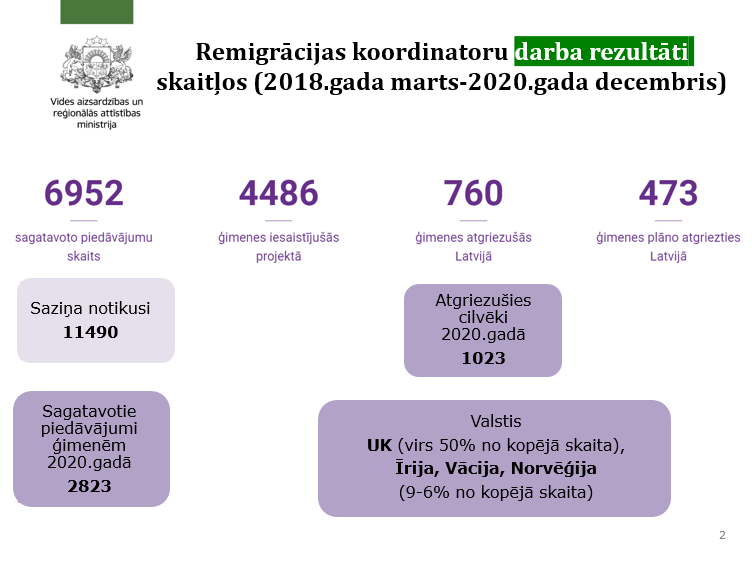 Remigrācijas koordinatoru darba rezultāti
skaitļos (2018.gada marts-2020.gada decembris)
Vides aizsardzības un
reģionālās attīstības
ministrija
6952
sagatavoto piedāvājumu
skaits
4486
ģimenes iesaistījušās
projektā
760
ģimenes atgriezušās
Latvijā
473
ģimenes plāno atgriezties
Latvijā
Saziņa notikusi
11490
Atgriezušies
cilvēki
2020.gadā
1023
Sagatavotie
piedāvājumi
ģimenēm
2020.gadā
2823
Valstis
UK (virs 50% no kopējā skaita),
Īrija, Vācija, Norvēģija
(9-6% no kopējā skaita)
2